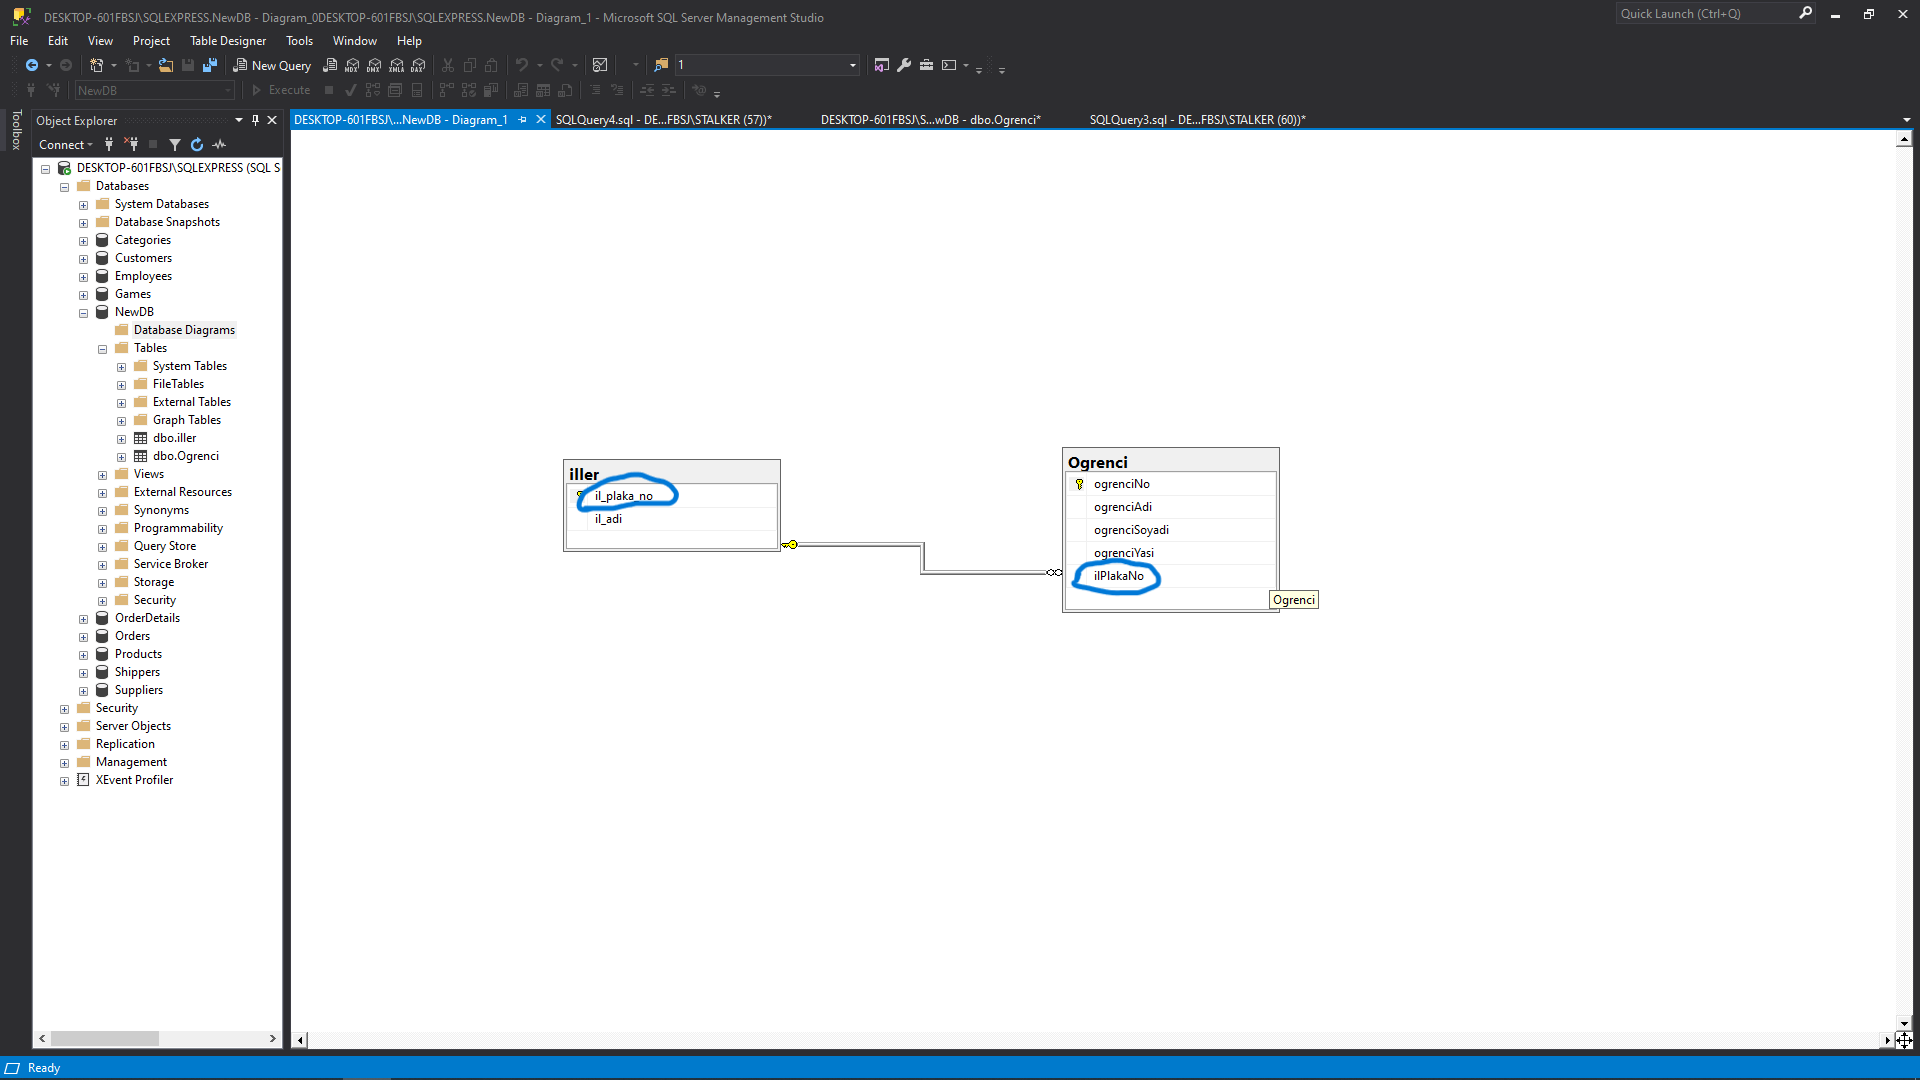 DESKTOP-601FBSJ\SQLEXPRESS.NewDB - Diagram_0DESKTOP-601FBSJ\SQLEXPRESS.NewDB - Diagram_1 - Microsoft SQL Server Management Studio
Quick Launch (Ctrl+Q)
File Edit View Project Table Designer Tools Window Help
New Query MDX DMX XMLA DAX 1
NewDB Execute
Toolbox
Object Explorer
DESKTOP-601FBSJ\...NewDB - Diagram_1
SQLQuery4.sql - DE...FBSJ\STALKER (57))*
DESKTOP-601FBSJ\S...wDB - dbo.Ogrenci*
SQLQuery3.sql - DE...FBSJ\STALKER (60))*
Connect
DESKTOP-601FBSJ\SQLEXPRESS (SQL S
Databases
System Databases
Database Snapshots
Categories
Customers
Employees
Games
NewDB
Database Diagrams
Tables
System Tables
FileTables
External Tables
Graph Tables
dbo.iller
dbo.Ogrenci
Views
External Resources
Synonyms
Programmability
Query Store
Service Broker
Storage
Security
OrderDetails
Orders
Products
Shippers
Suppliers
Security
Server Objects
Replication
Management
XEvent Profiler
iller
il_plaka_no
il_adi
Ogrenci
ogrenciNo
ogrenciAdi
ogrenciSoyadi
ogrenciYasi
ilPlakaNo
Ogrenci
Ready